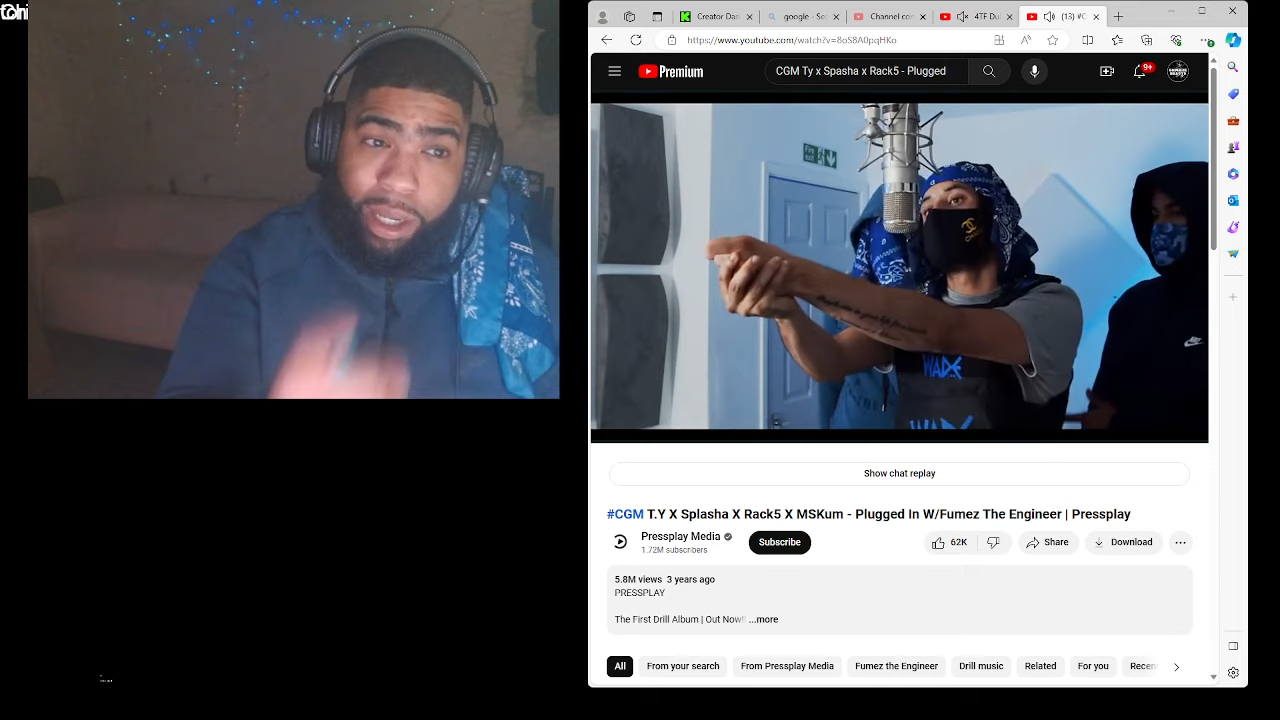 Creator Da
google - Se
Channel con
4TF Du
(13) #C
https://www.youtube.com/watch?v=8oS8A0pqHKo
Premium
CGM Ty x Spasha x Rack5 - Plugged
9+
WADE
Show chat replay
#CGM T.Y X Splasha X Rack5 X MSKum - Plugged In W/Fumez The Engineer | Pressplay
Pressplay Media
1.72M subscribers
Subscribe
62K
Share
Download
5.8M views 3 years ago
PRESSPLAY
The First Drill Album | Out Now!! ...more
All
From your search
From Pressplay Media
Fumez the Engineer
Drill music
Related
For you
Recen